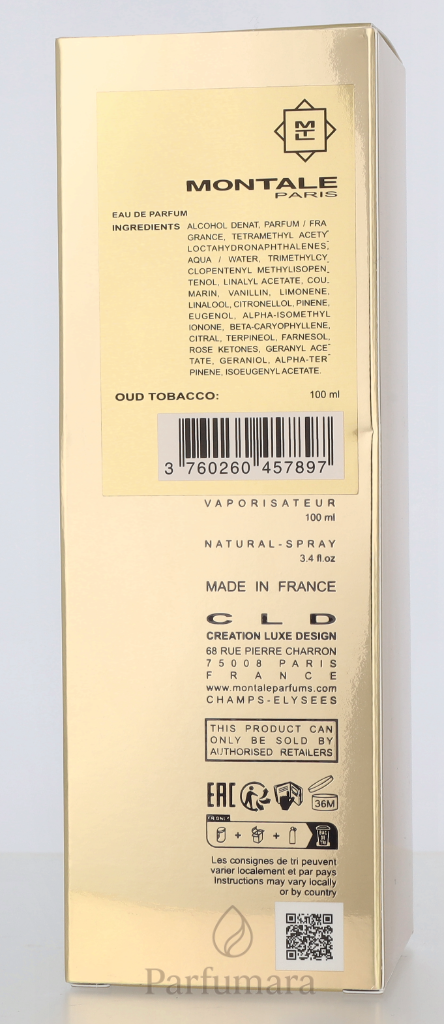 MTL
MONTALE
PARIS
EAU DE PARFUM
INGREDIENTS ALCOHOL DENAT, PARFUM / FRA
GRANCE, TETRAMETHYL ACETY
LOCTAHYDRONAPHTHALENES,
AQUA / WATER, TRIMETHYLCY
CLOPENTENYL METHYLISOPEN,
TENOL, LINALYL ACETATE, COU.
MARIN, VANILLIN, LIMONENE,
LINALOOL, CITRONELLOL, PINENE,
EUGENOL, ALPHA-ISOMETHYL
IONONE, BETA-CARYOPHYLLENE,
CITRAL, TERPINEOL, FARNESOL,
ROSE KETONES, GERANYL ACE
TATE, GERANIOL, ALPHA-TER
PINENE, ISOEUGENYL ACETATE.
OUD TOBACCO: 100 ml
3 760260 457897
VAPORISATEUR
100 ml
NATURAL-SPRAY
3.4 fl.oz
MADE IN FRANCE
CLD
CREATION LUXE DESIGN
68 RUE PIERRE CHARRON
75008 PARIS
FRANCE
www.montaleparfums.com
CHAMPS-ELYSEES
THIS PRODUCT CAN
ONLY BE SOLD BY
AUTHORISED RETAILERS
EAC
36M
+ +
Les consignes de tri peuvent
varier localement et par pays
Instructions may vary locally
or by country
Parfumara